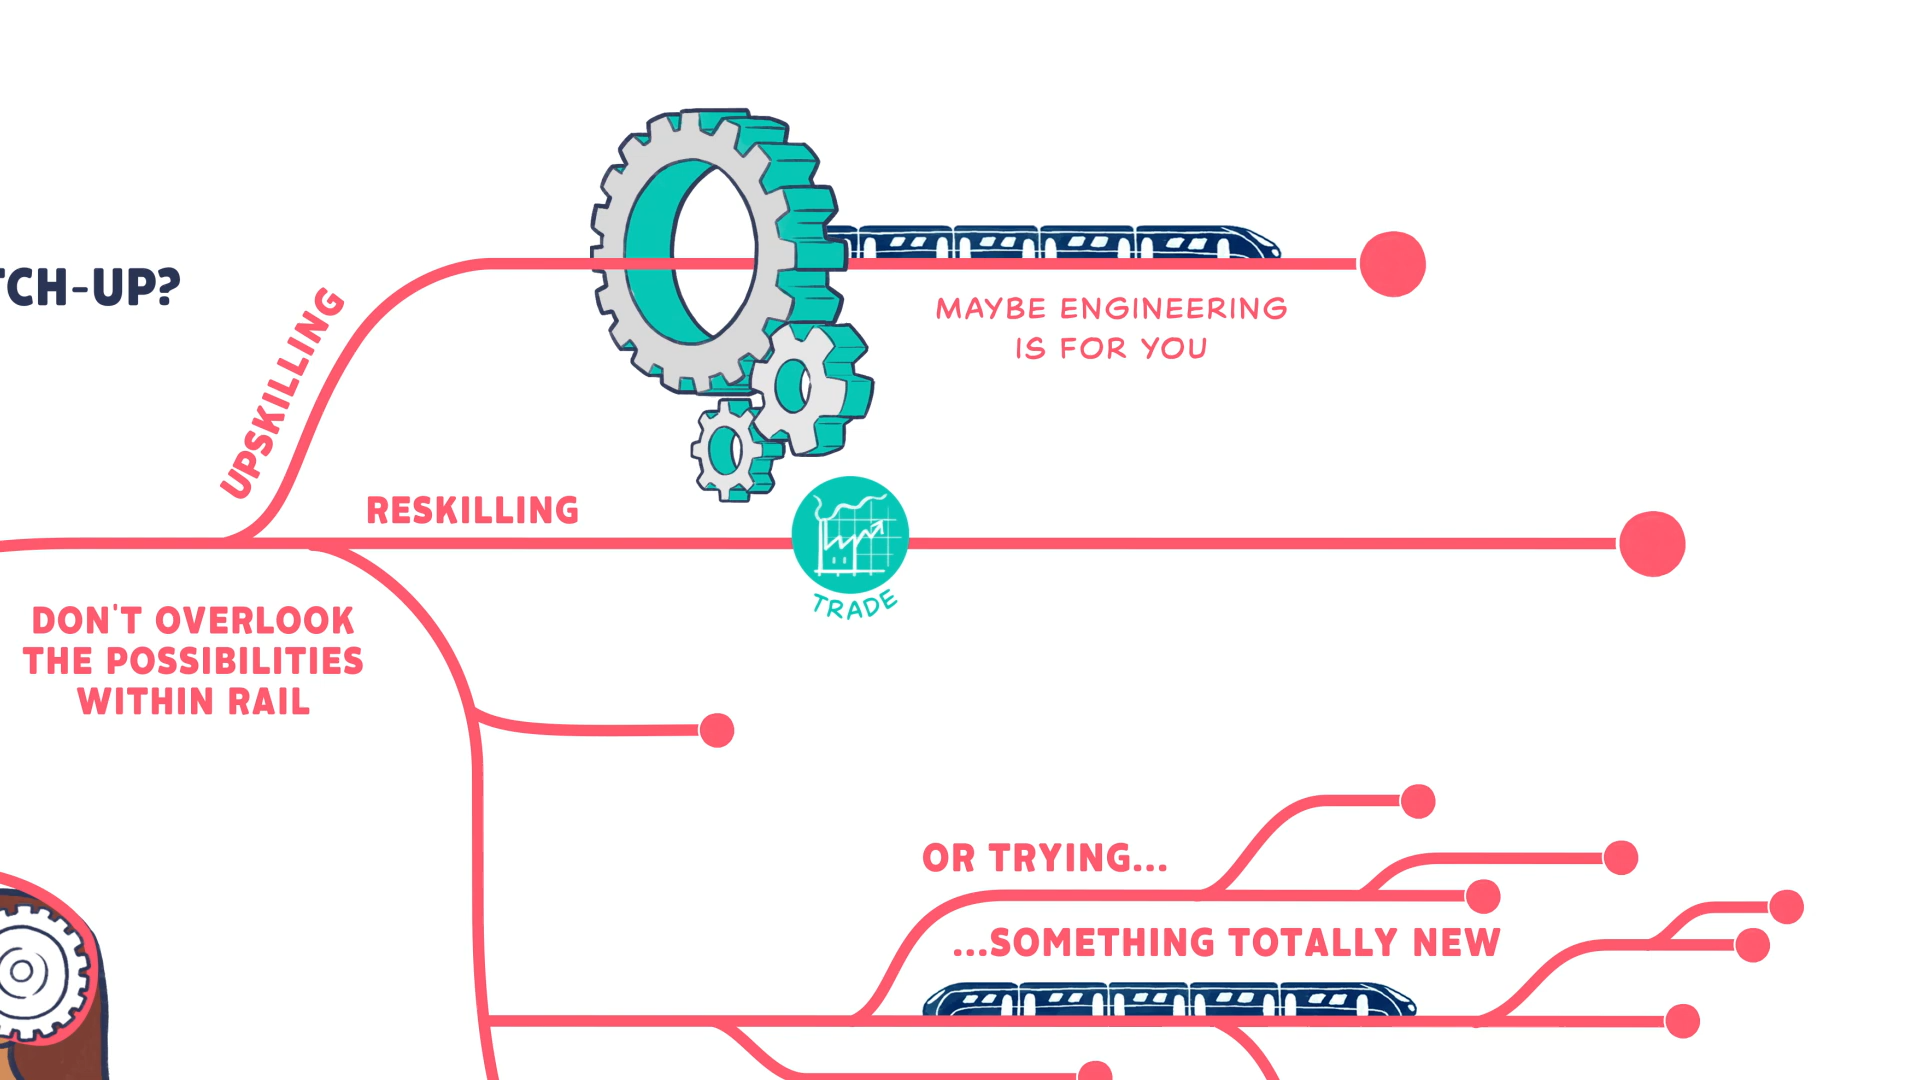 TCH-UP?
UPSKILLING
MAYBE ENGINEERING
IS FOR YOU
RESKILLING
TRADE
DON'T OVERLOOK
THE POSSIBILITIES
WITHIN RAIL
OR TRYING...
...SOMETHING TOTALLY NEW